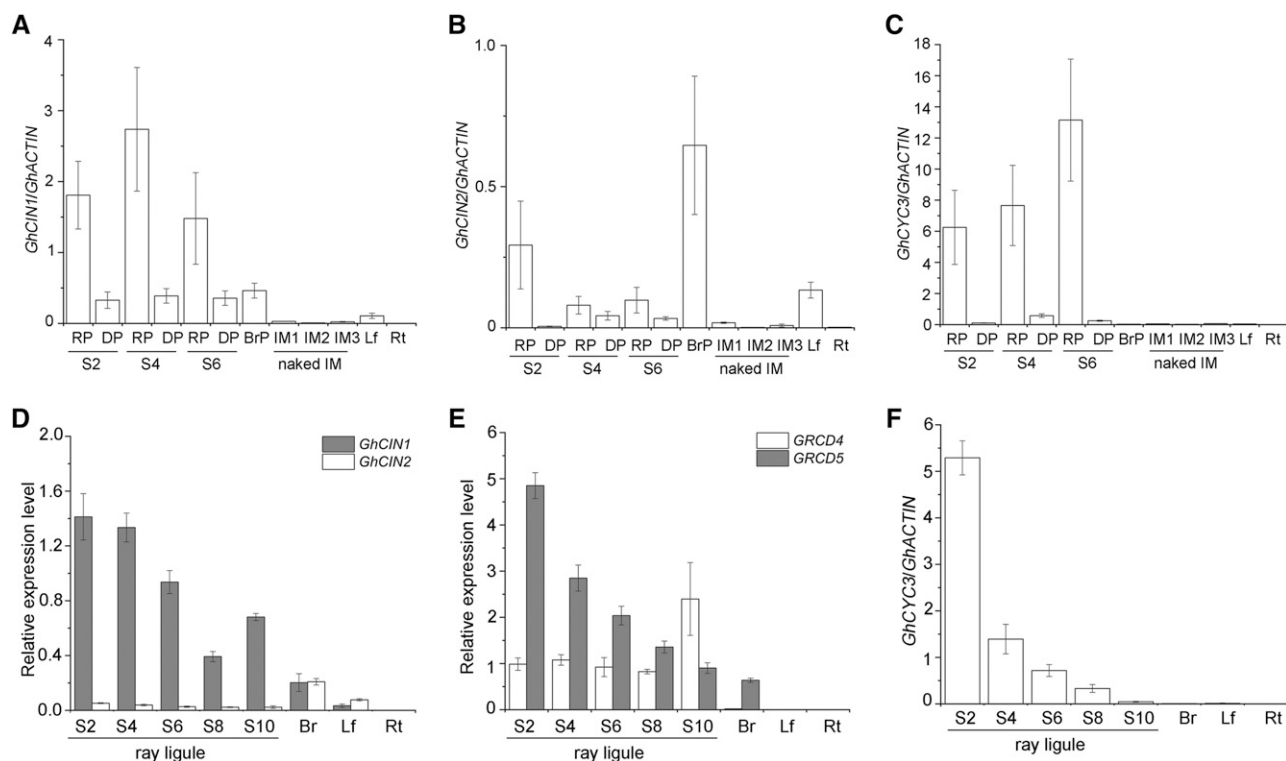 A
GhCIN1/GhACTIN
4
3
2
1
0
RP DP RP DP RP DP BrP IM1 IM2 IM3 Lf Rt
S2 S4 S6 naked IM
B
GhCIN2/GhACTIN
1.0
0.5
0
RP DP RP DP RP DP BrP IM1 IM2 IM3 Lf Rt
S2 S4 S6 naked IM
C
GhCYC3/GhACTIN
18
16
14
12
10
8
6
4
2
0
RP DP RP DP RP DP BrP IM1 IM2 IM3 Lf Rt
S2 S4 S6 naked IM
D
Relative expression level
2.0
1.6
1.2
0.8
0.4
0.0
GhCIN1
GhCIN2
S2 S4 S6 S8 S10 Br Lf Rt
ray ligule
E
Relative expression level
6
5
4
3
2
1
0
GRCD4
GRCD5
S2 S4 S6 S8 S10 Br Lf Rt
ray ligule
F
GhCYC3/GhACTIN
6
5
4
3
2
1
0
S2 S4 S6 S8 S10 Br Lf Rt
ray ligule